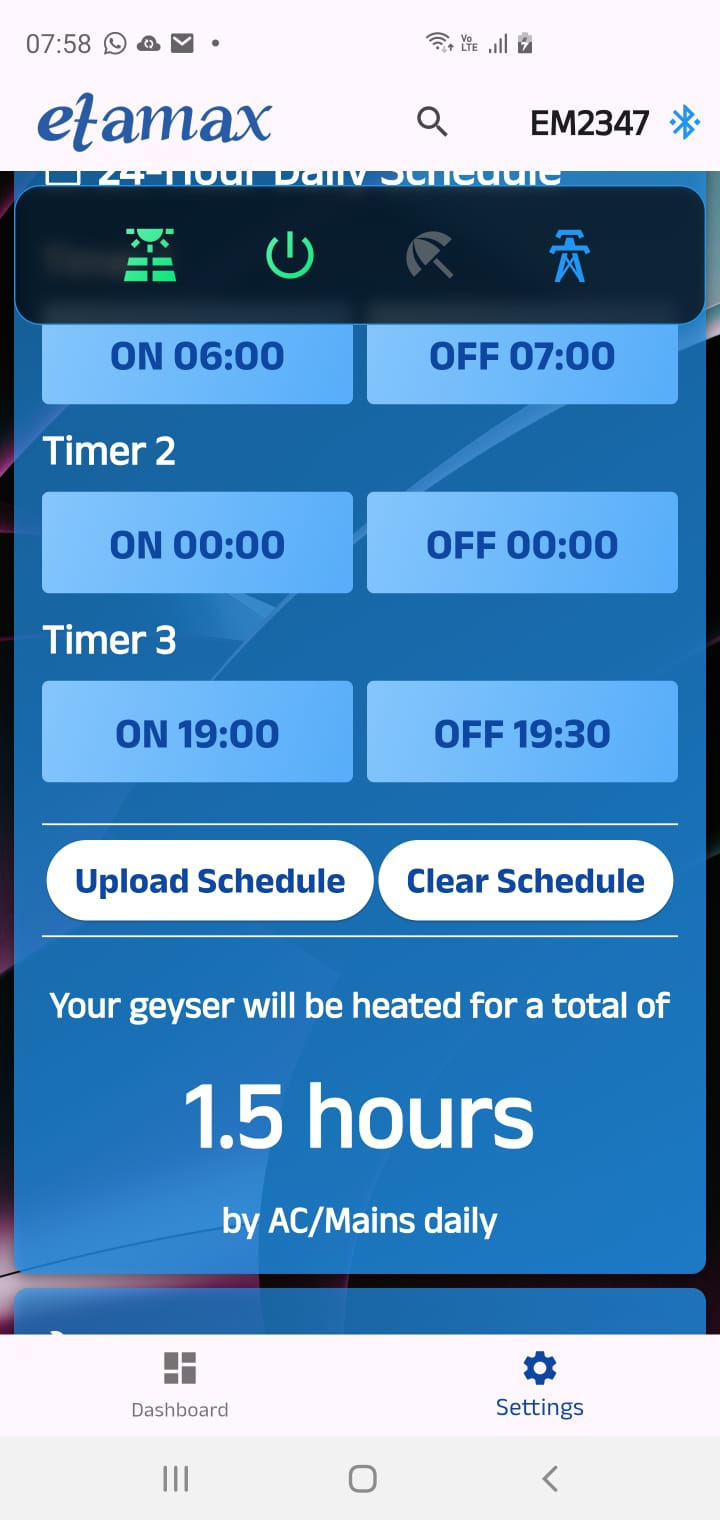 07:58
Vo
LTE
etamax
EM2347
24-Hour Daily Schedule
ON 06:00
OFF 07:00
Timer 2
ON 00:00
OFF 00:00
Timer 3
ON 19:00
OFF 19:30
Upload Schedule
Clear Schedule
Your geyser will be heated for a total of
1.5 hours
by AC/Mains daily
Dashboard
Settings